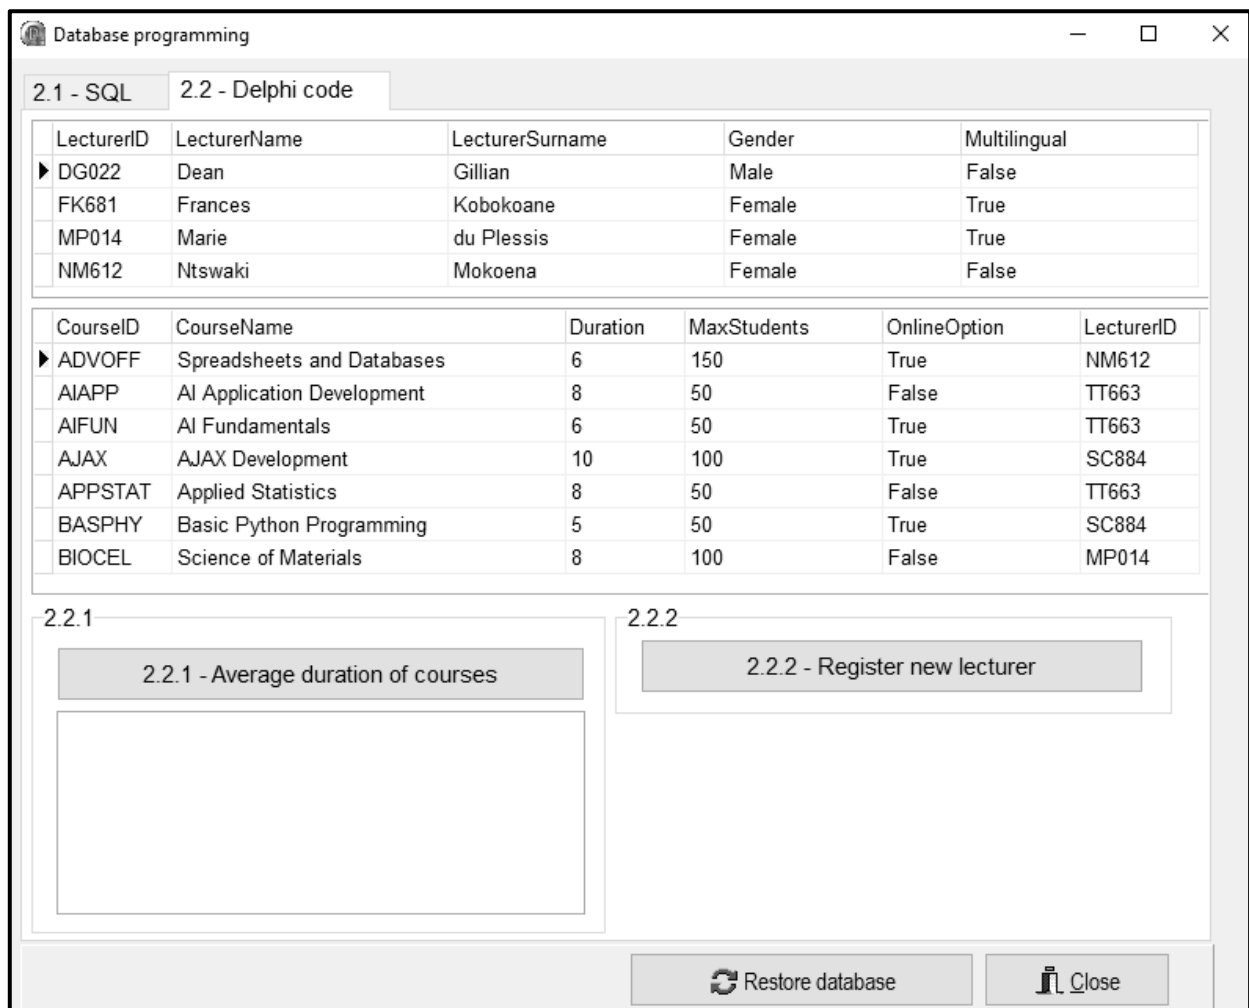 Database programming
2.1 - SQL 2.2 - Delphi code
LecturerID LecturerName LecturerSurname Gender Multilingual
DG022 Dean Gillian Male False
FK681 Frances Kobokoane Female True
MP014 Marie du Plessis Female True
NM612 Ntswaki Mokoena Female False
CourseID CourseName Duration MaxStudents OnlineOption LecturerID
ADVOFF Spreadsheets and Databases 6 150 True NM612
AIAPP AI Application Development 8 50 False TT663
AIFUN AI Fundamentals 6 50 True TT663
AJAX AJAX Development 10 100 True SC884
APPSTAT Applied Statistics 8 50 False TT663
BASPHY Basic Python Programming 5 50 True SC884
BIOCEL Science of Materials 8 100 False MP014
2.2.1 2.2.2
2.2.1 - Average duration of courses 2.2.2 - Register new lecturer
Restore database Close